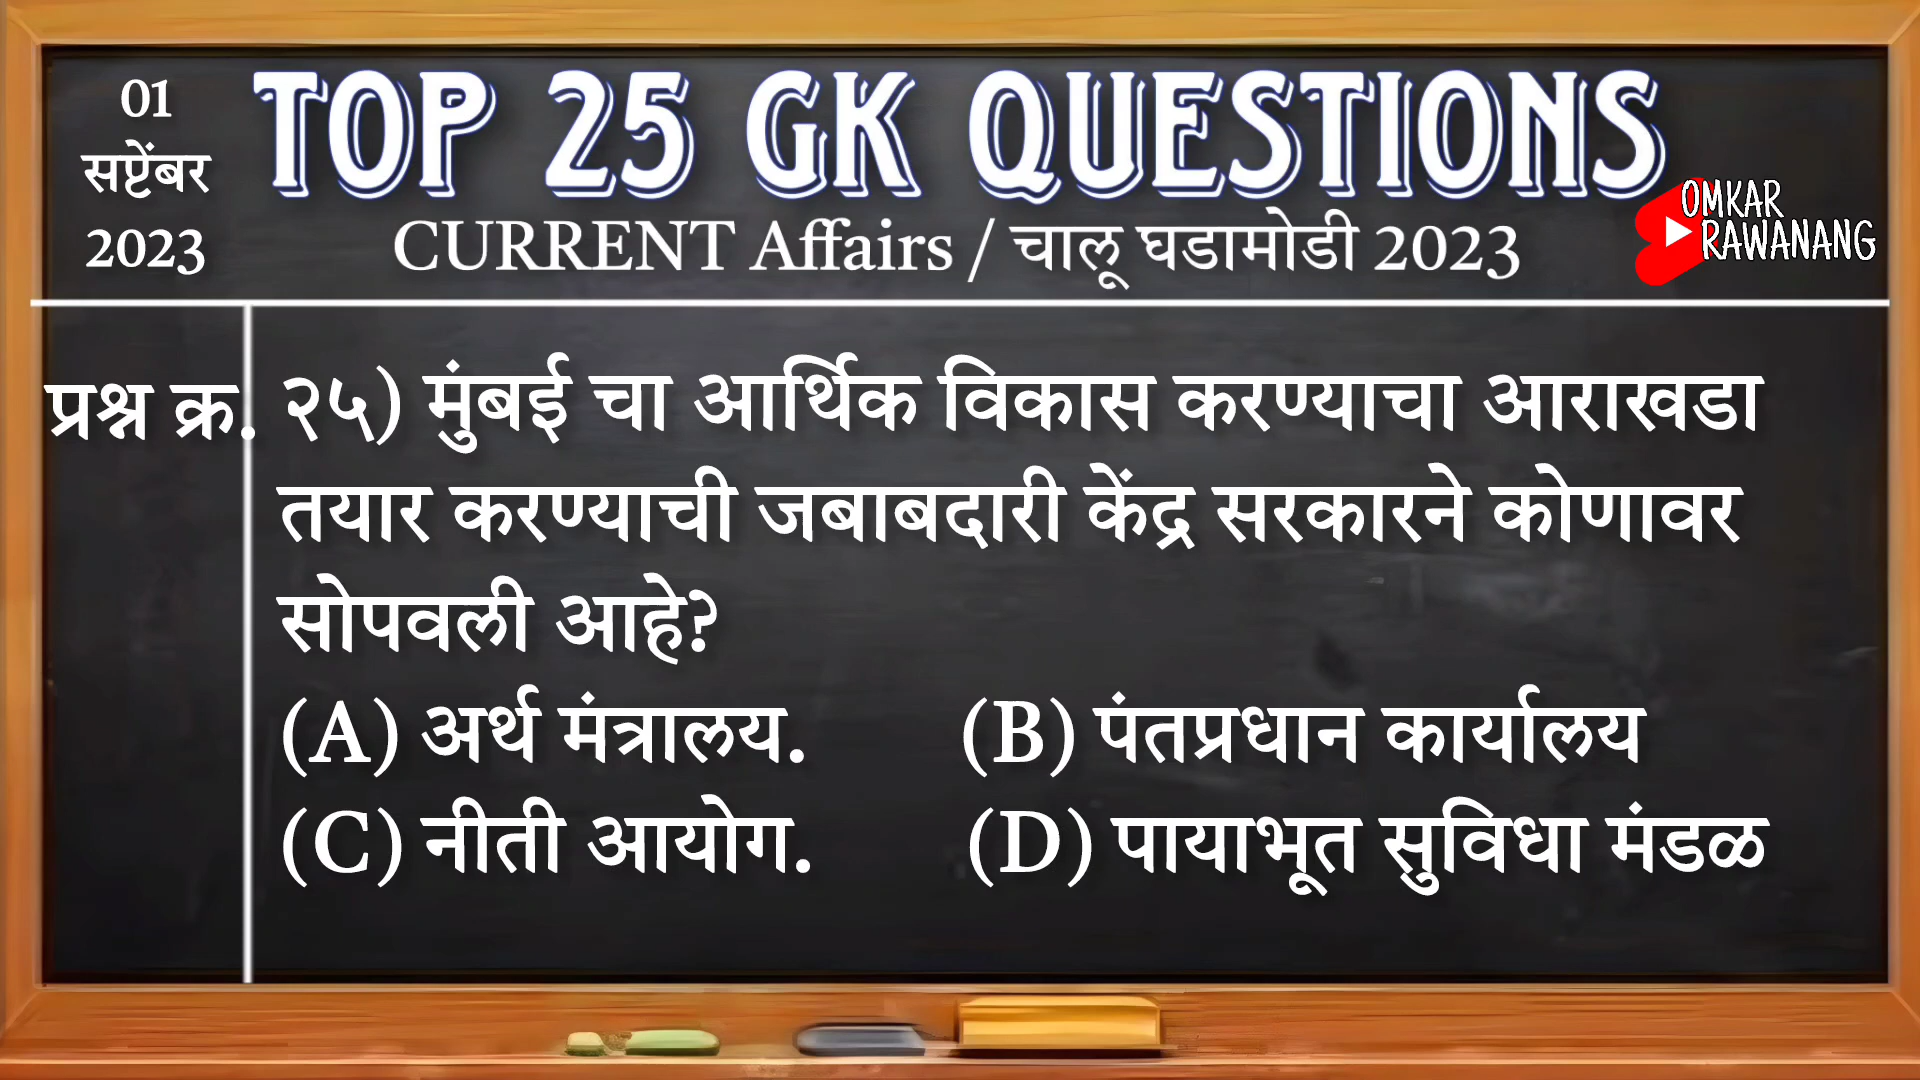 01
सप्टेंबर
2023
TOP 25 GK QUESTIONS
CURRENT Affairs / चालू घडामोडी 2023
OMKAR
RAWANANG
प्रश्न क्र. २५) मुंबई चा आर्थिक विकास करण्याचा आराखडा
तयार करण्याची जबाबदारी केंद्र सरकारने कोणावर
सोपवली आहे?
(A) अर्थ मंत्रालय. (B) पंतप्रधान कार्यालय
(C) नीती आयोग. (D) पायाभूत सुविधा मंडळ